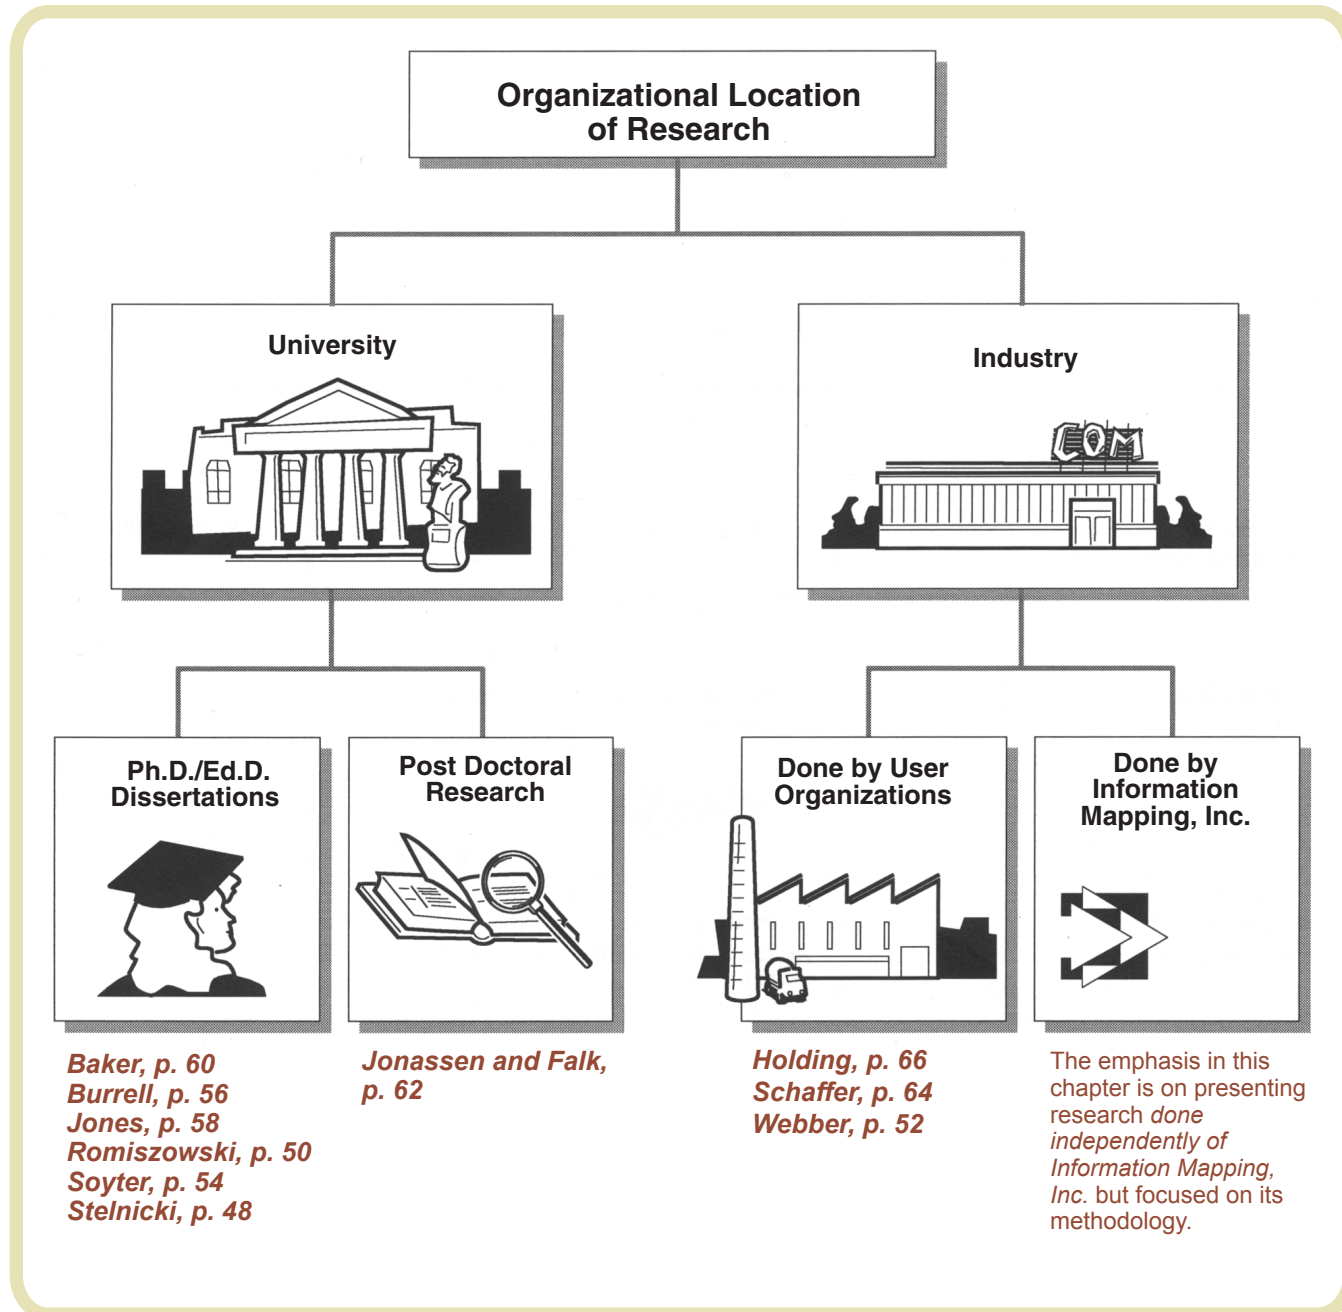 Organizational Location
of Research
University
Industry
COM
Ph.D./Ed.D.
Dissertations
Post Doctoral
Research
Done by User
Organizations
Done by
Information
Mapping, Inc.
Baker, p. 60
Burrell, p. 56
Jones, p. 58
Romiszowski, p. 50
Soyter, p. 54
Stelnicki, p. 48
Jonassen and Falk,
p. 62
Holding, p. 66
Schaffer, p. 64
Webber, p. 52
The emphasis in this
chapter is on presenting
research done
independently of
Information Mapping,
Inc. but focused on its
methodology.